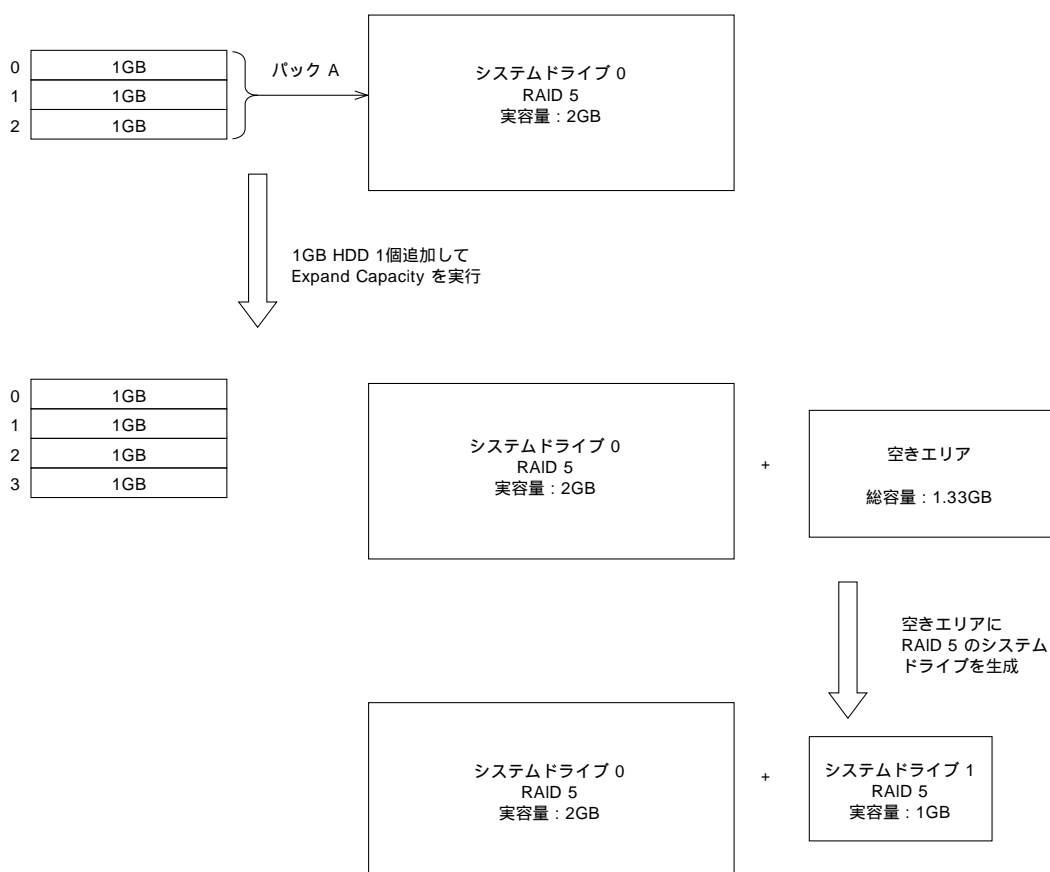 0
1GB
1
1GB
2
1GB
パック A
システムドライブ 0
RAID 5
実容量 : 2GB
1GB HDD 1個追加して
Expand Capacity を実行
0
1GB
1
1GB
2
1GB
3
1GB
システムドライブ 0
RAID 5
実容量 : 2GB
+
空きエリア
総容量 : 1.33GB
空きエリアに
RAID 5 のシステム
ドライブを生成
システムドライブ 0
RAID 5
実容量 : 2GB
+
システムドライブ 1
RAID 5
実容量 : 1GB